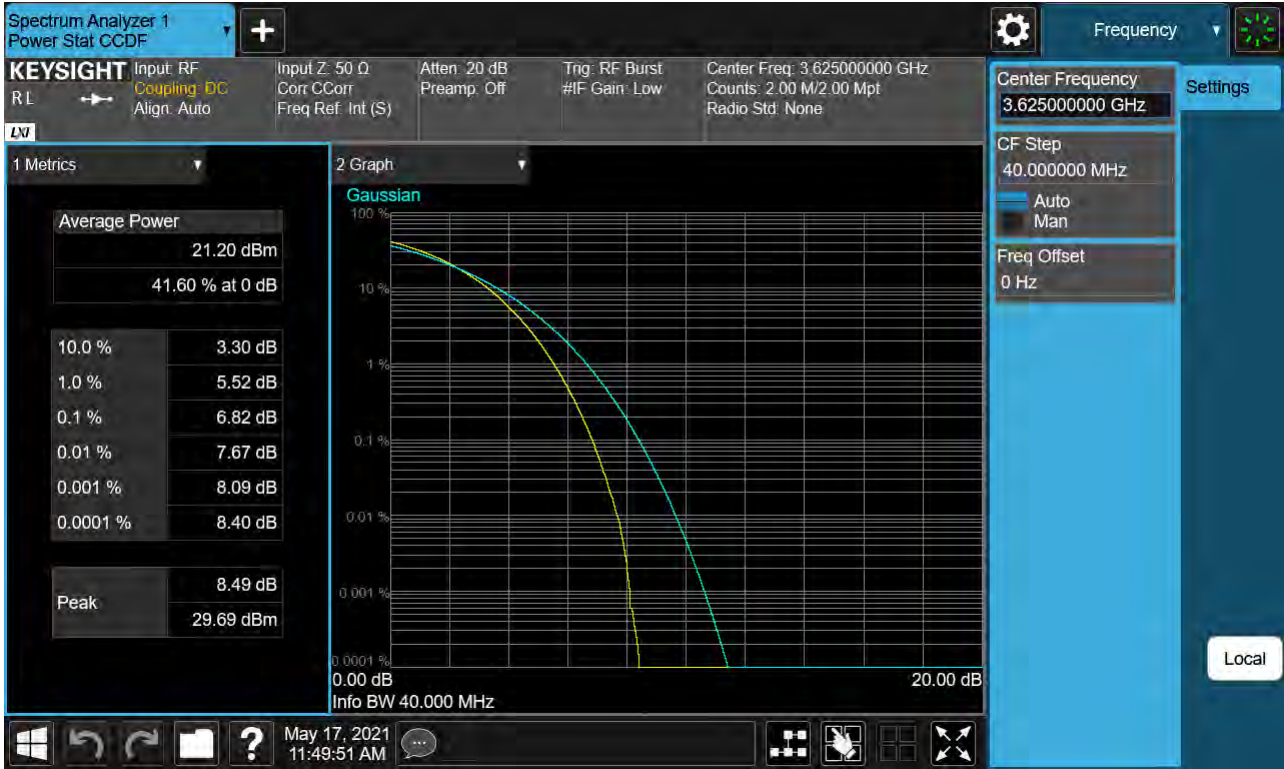 Spectrum Analyzer 1
Power Stat CCDF
+
Frequency
KEYSIGHT
R L
LXI
Input: RF
Coupling: DC
Align: Auto
Input Z: 50 Ω
Corr CCorr
Freq Ref: Int (S)
Atten: 20 dB
Preamp: Off
Trig: RF Burst
#IF Gain: Low
Center Freq: 3.625000000 GHz
Counts: 2.00 M/2.00 Mpt
Radio Std: None
Center Frequency
3.625000000 GHz
Settings
CF Step
40.000000 MHz
Auto
Man
Freq Offset
0 Hz
1 Metrics
Average Power
21.20 dBm
41.60 % at 0 dB
10.0 % 3.30 dB
1.0 % 5.52 dB
0.1 % 6.82 dB
0.01 % 7.67 dB
0.001 % 8.09 dB
0.0001 % 8.40 dB
Peak
8.49 dB
29.69 dBm
2 Graph
Gaussian
100 %
10 %
1 %
0.1 %
0.01 %
0.001 %
0.0001 %
0.00 dB 20.00 dB
Info BW 40.000 MHz
Local
?
May 17, 2021
11:49:51 AM